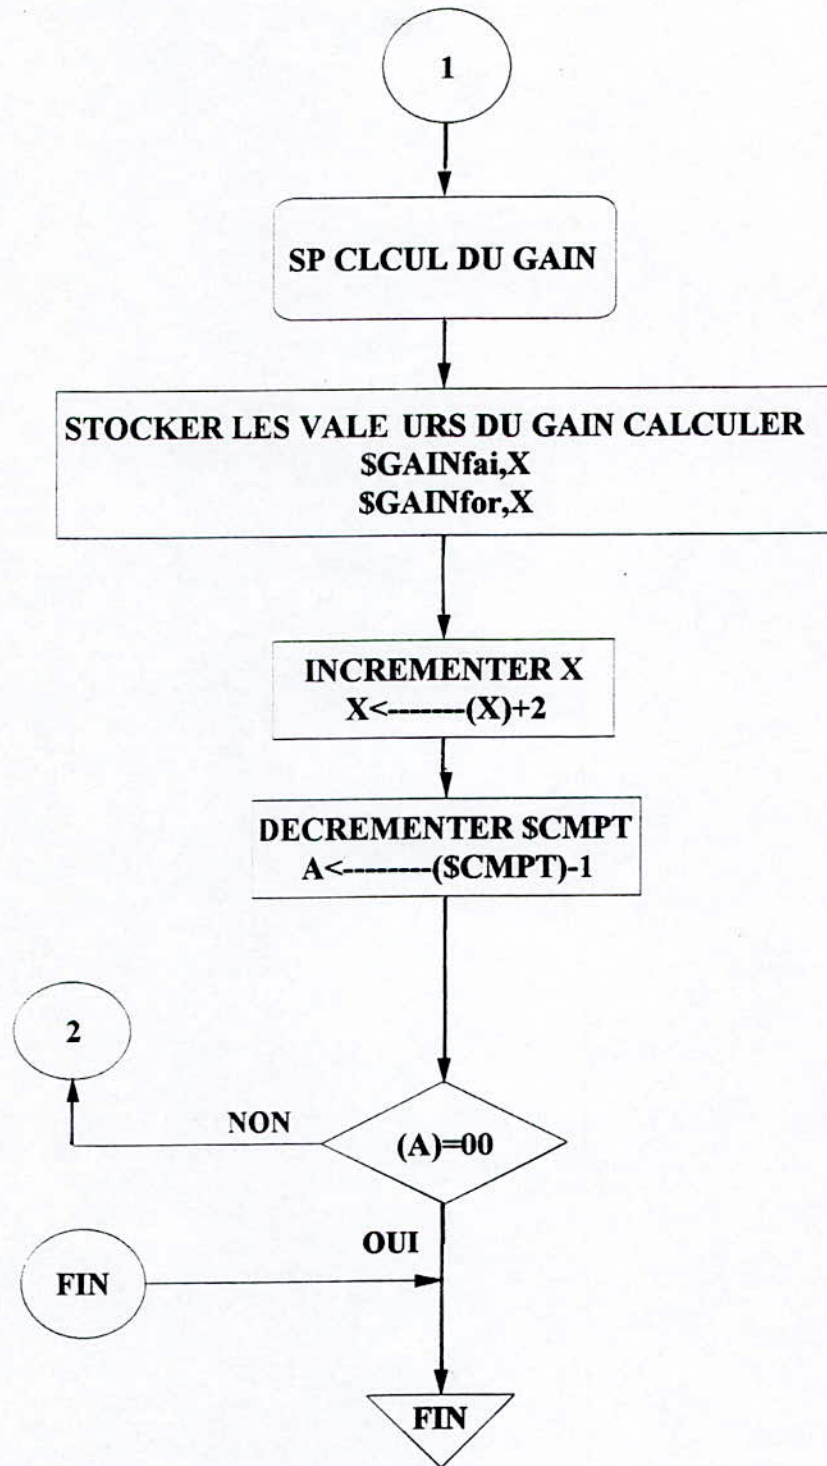 1
SP CLCUL DU GAIN
STOCKER LES VALE URS DU GAIN CALCULER
$GAINfai,X
$GAINfor,X
INCREMENTER X
X<-------(X)+2
DECREMENTER $CMPT
A<--------($CMPT)-1
2
NON
(A)=00
OUI
FIN
FIN